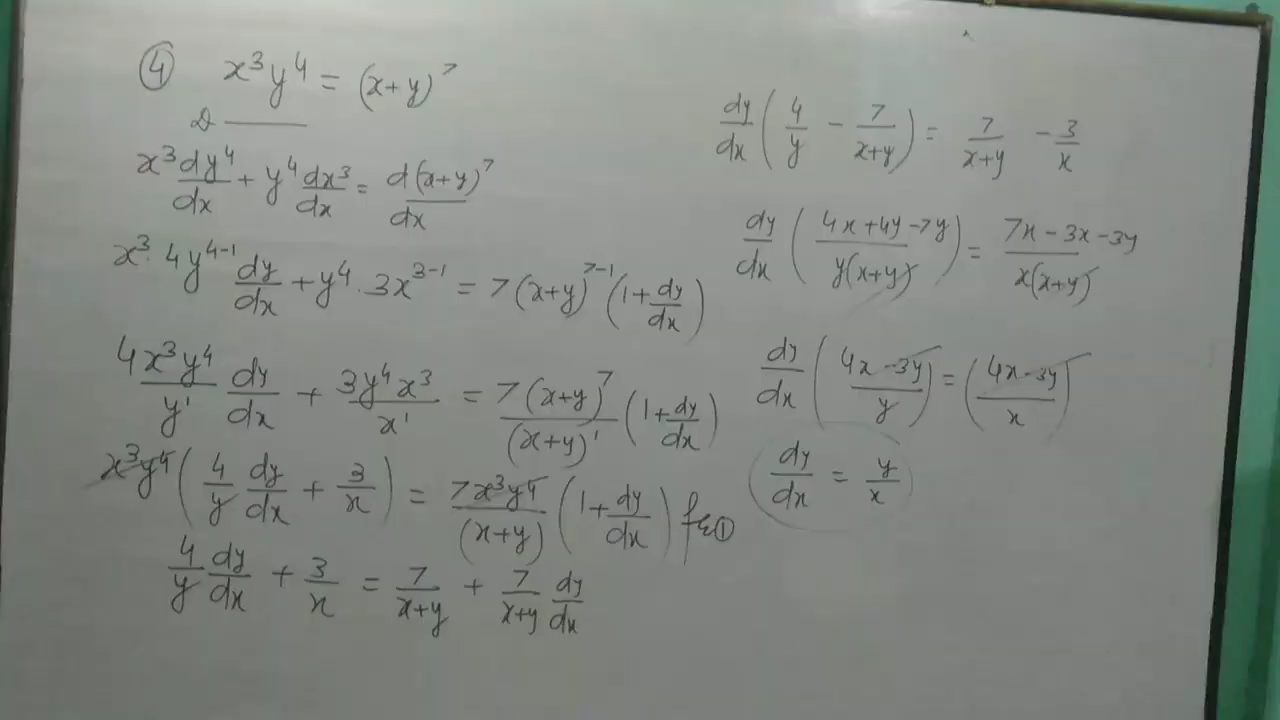 ④ x³y⁴ = (x+y)⁷
D
x³ dy⁴/dx + y⁴ dx³/dx = d(x+y)⁷/dx
x³·4y⁴⁻¹ dy/dx + y⁴·3x³⁻¹ = 7(x+y)⁷⁻¹ (1+dy/dx)
4x³y⁴/y¹ dy/dx + 3y⁴x³/x¹ = 7(x+y)⁷/(x+y)¹ (1+dy/dx)
x³y⁴ (4/y dy/dx + 3/x) = 7x³y⁴/(x+y) (1+dy/dx)
4/y dy/dx + 3/x = 7/x+y + 7/x+y dy/dx
dy/dx (4/y - 7/x+y) = 7/x+y - 3/x
dy/dx (4x+4y-7y/y(x+y)) = 7x-3x-3y/x(x+y)
dy/dx (4x-3y/y) = (4x-3y/x)
dy/dx = y/x